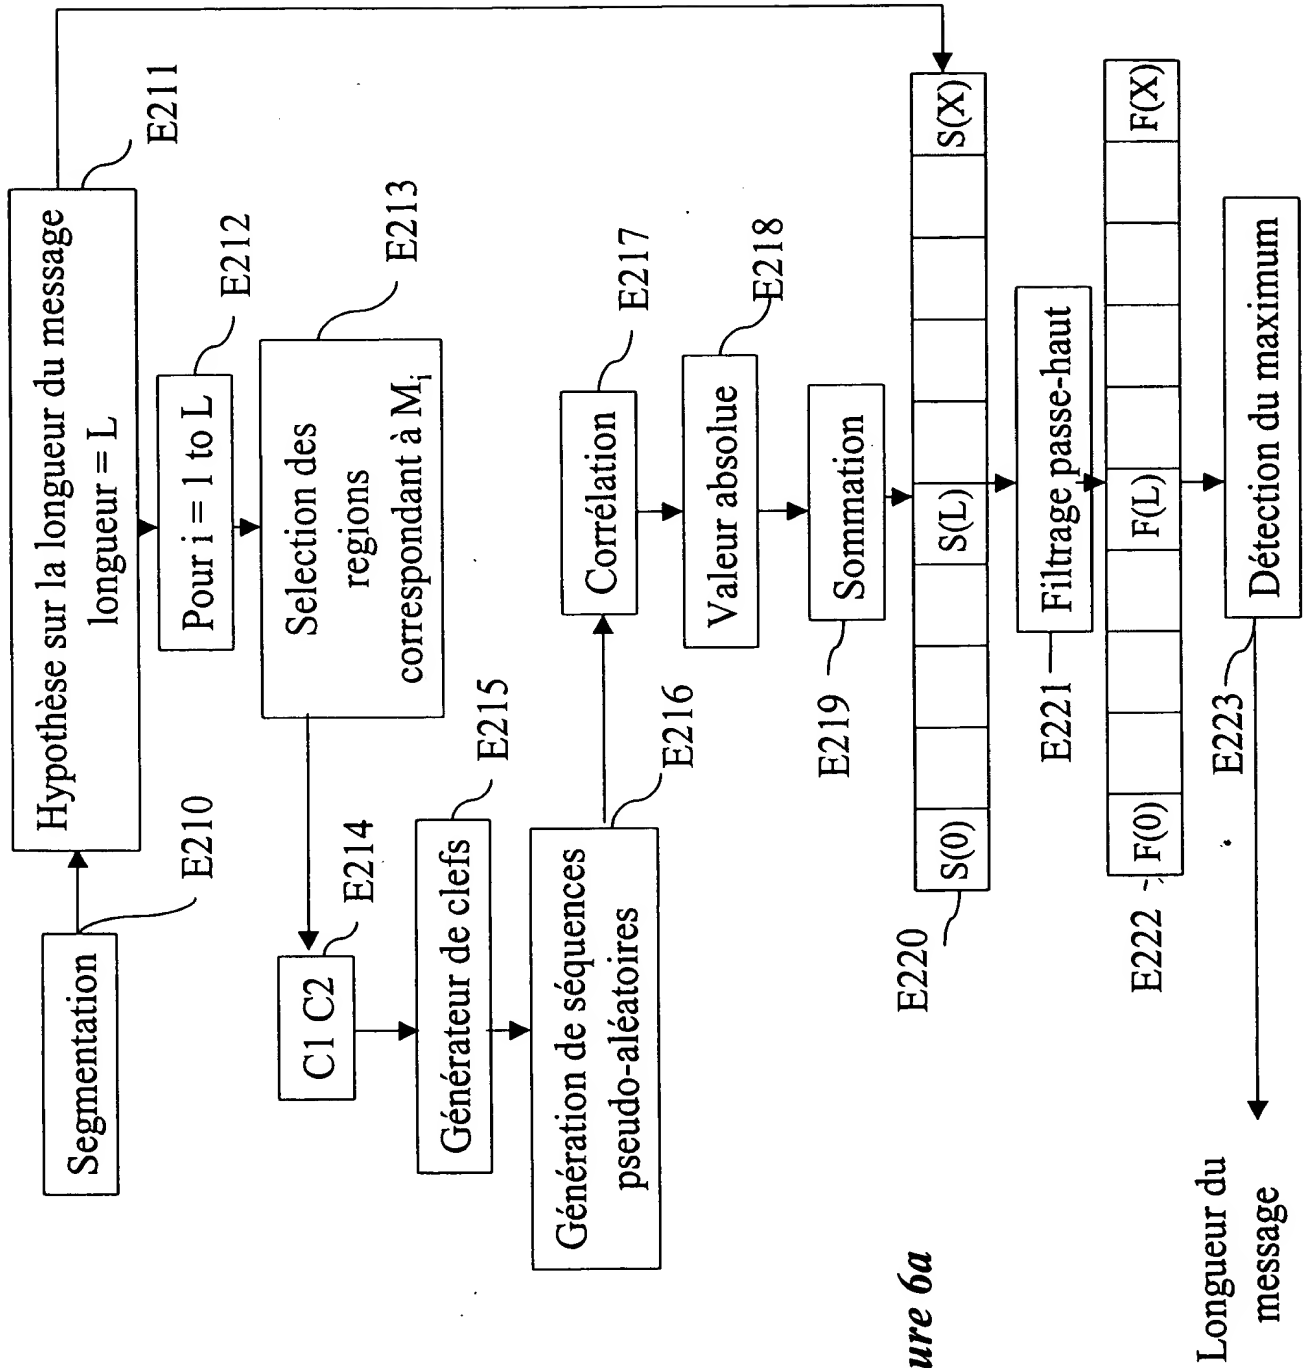 Segmentation
E210
Hypothèse sur la longueur du message
longueur = L
E211
Pour i = 1 to L
E212
Selection des
regions
correspondant à Mi
E213
C1 C2
E214
Générateur de clefs
E215
Génération de séquences
pseudo-aléatoires
E216
Corrélation
E217
Valeur absolue
E218
Sommation
E219
S(0) S(L) S(X)
E220
Filtrage passe-haut
E221
F(0) F(L) F(X)
E222
Détection du maximum
E223
Longueur du
message
ure 6a